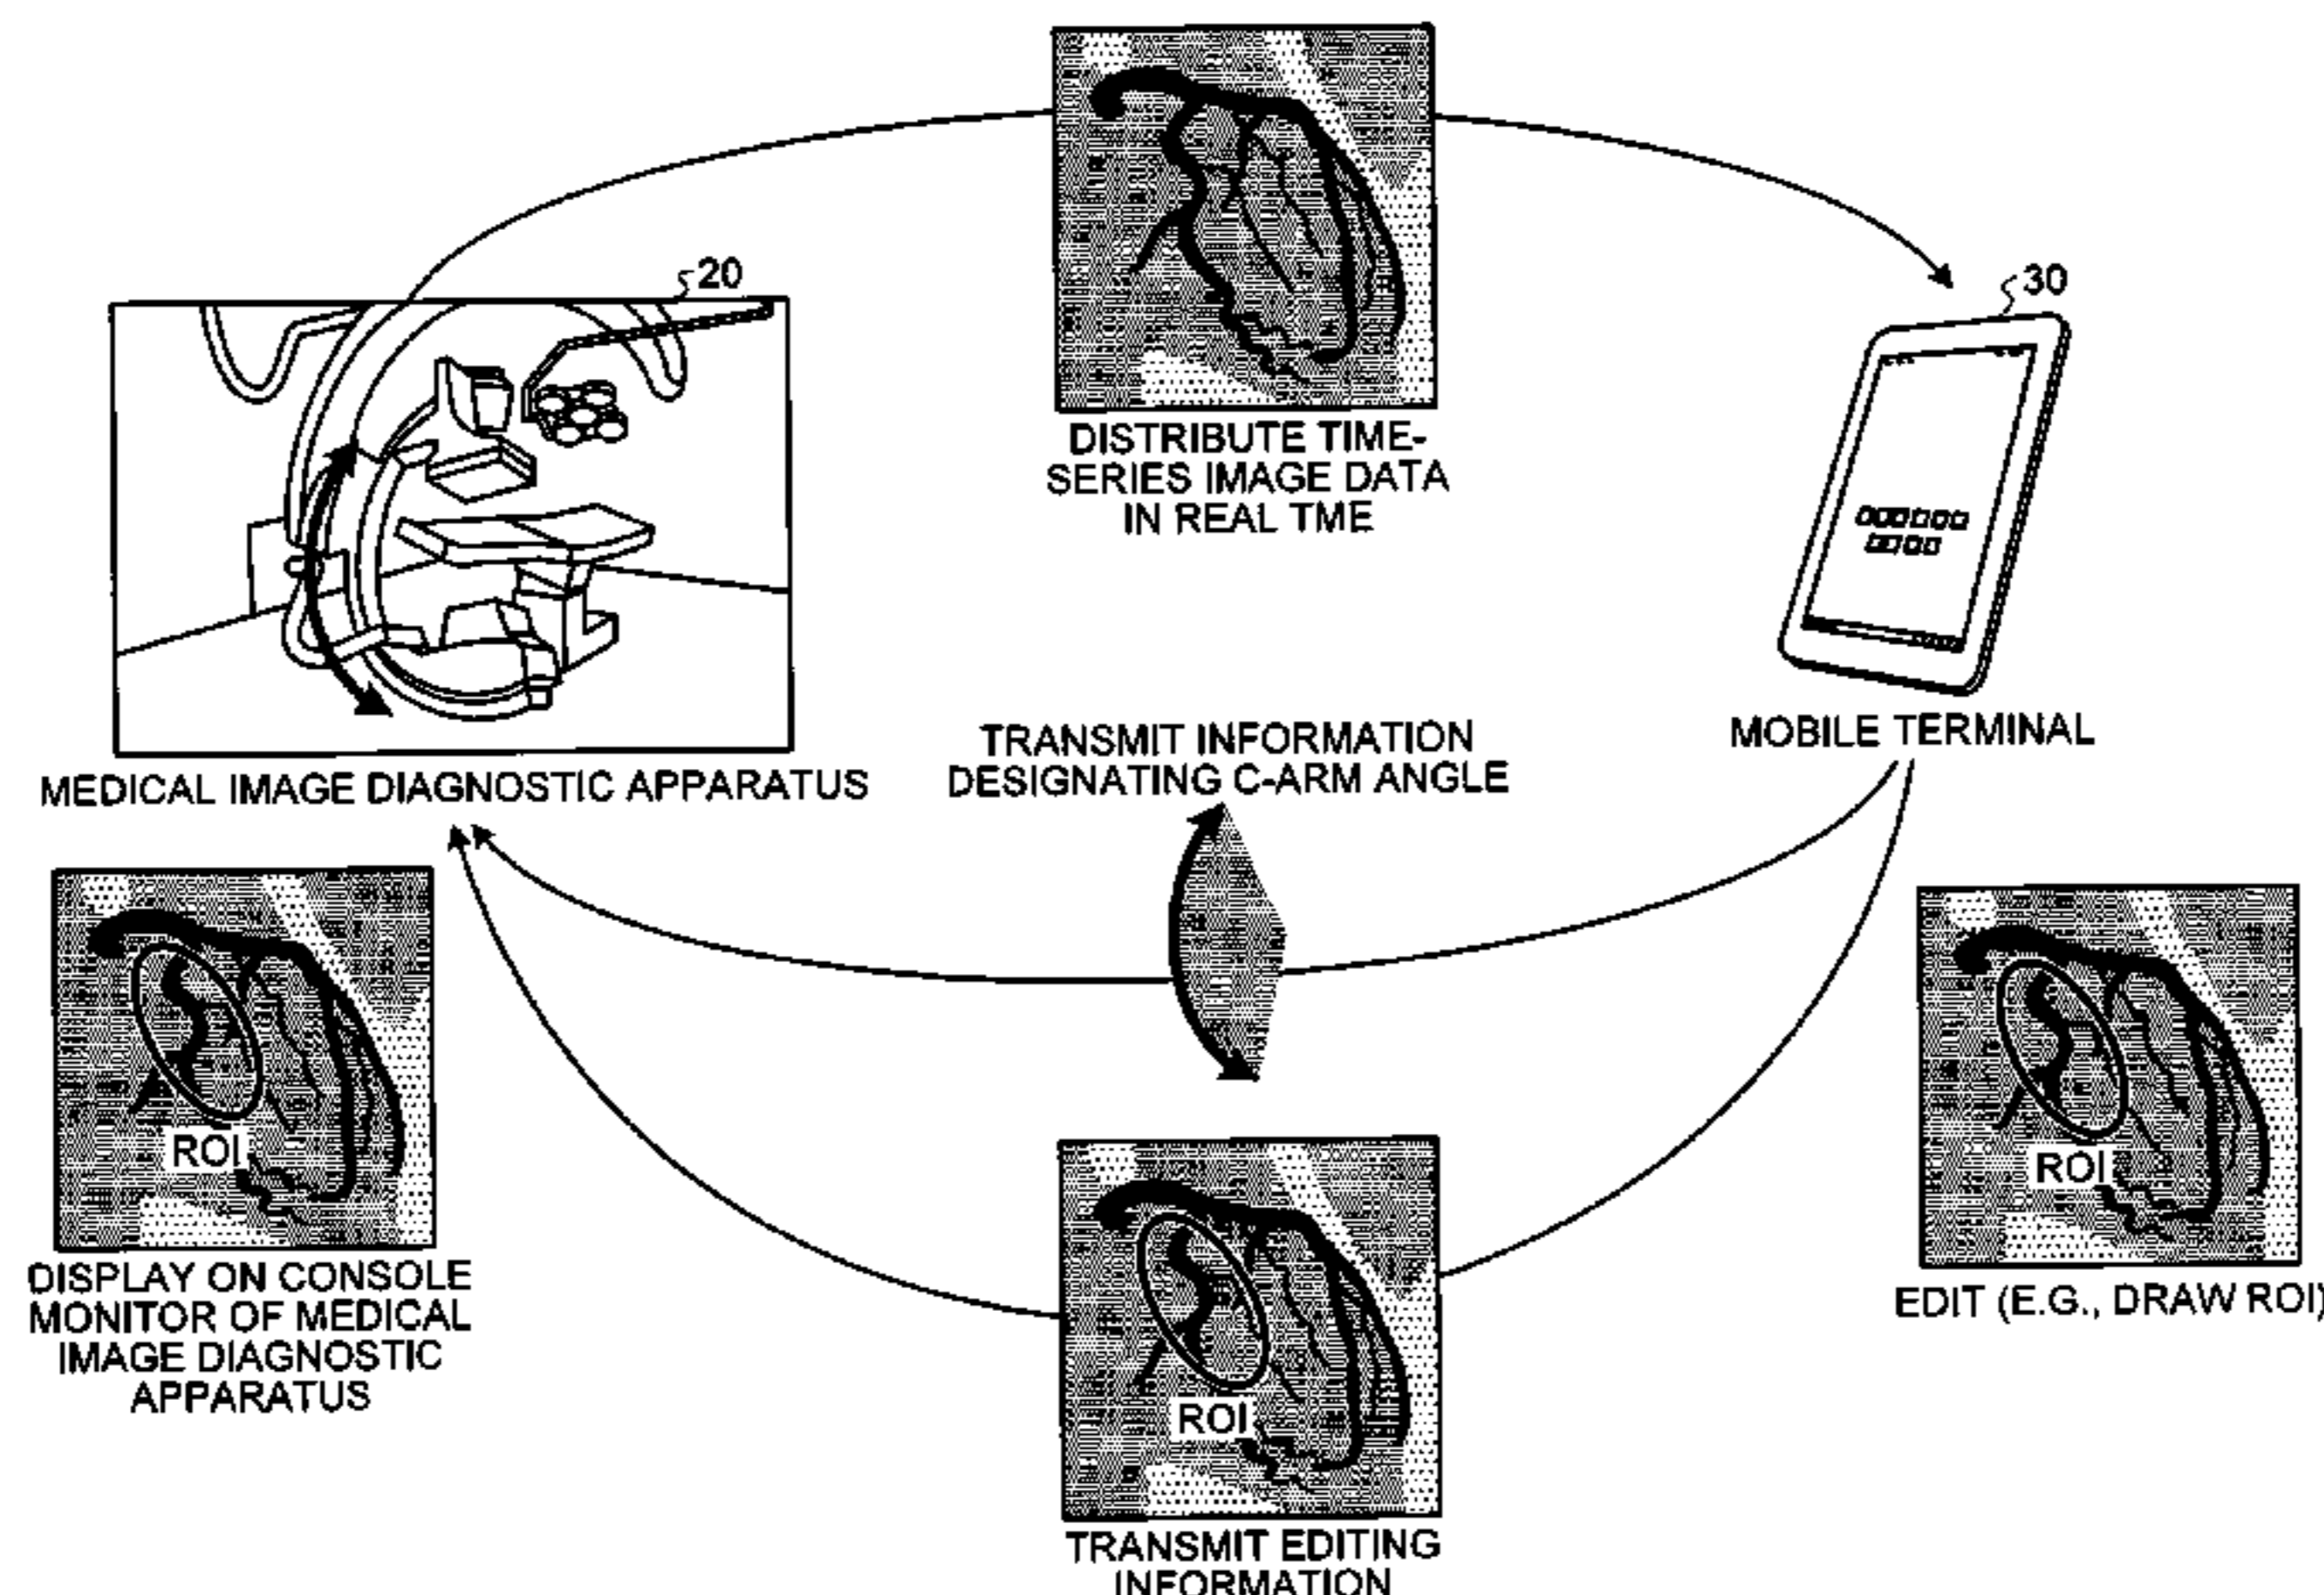 20
DISTRIBUTE TIME-
SERIES IMAGE DATA
IN REAL TME
30
MEDICAL IMAGE DIAGNOSTIC APPARATUS
TRANSMIT INFORMATION
DESIGNATING C-ARM ANGLE
MOBILE TERMINAL
ROI
DISPLAY ON CONSOLE
MONITOR OF MEDICAL
IMAGE DIAGNOSTIC
APPARATUS
ROI
TRANSMIT EDITING
INFORMATION
ROI
EDIT (E.G., DRAW ROI)